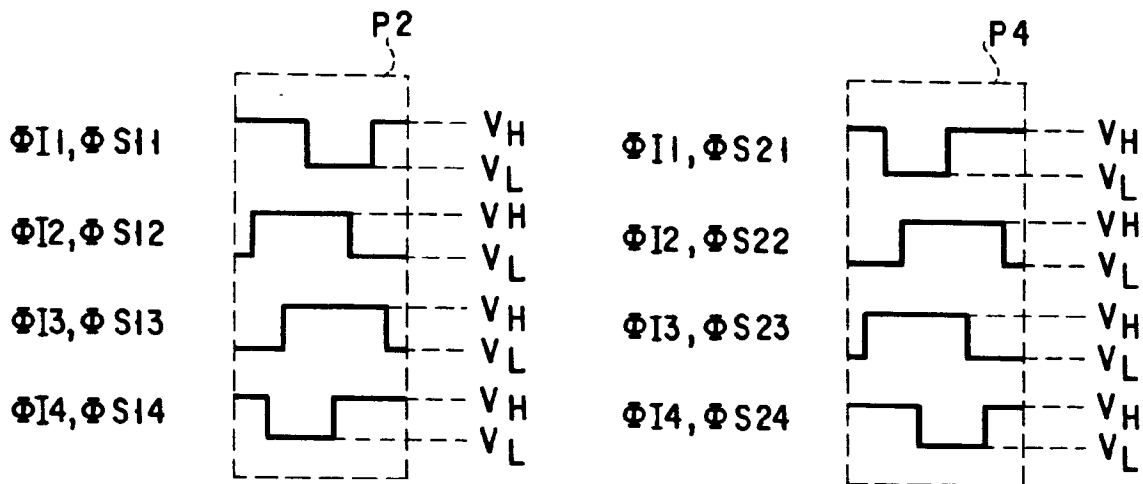 P2
ΦI1,ΦS11
VH
VL
ΦI2,ΦS12
VH
VL
ΦI3,ΦS13
VH
VL
ΦI4,ΦS14
VH
VL
P4
ΦI1,ΦS21
VH
VL
ΦI2,ΦS22
VH
VL
ΦI3,ΦS23
VH
VL
ΦI4,ΦS24
VH
VL